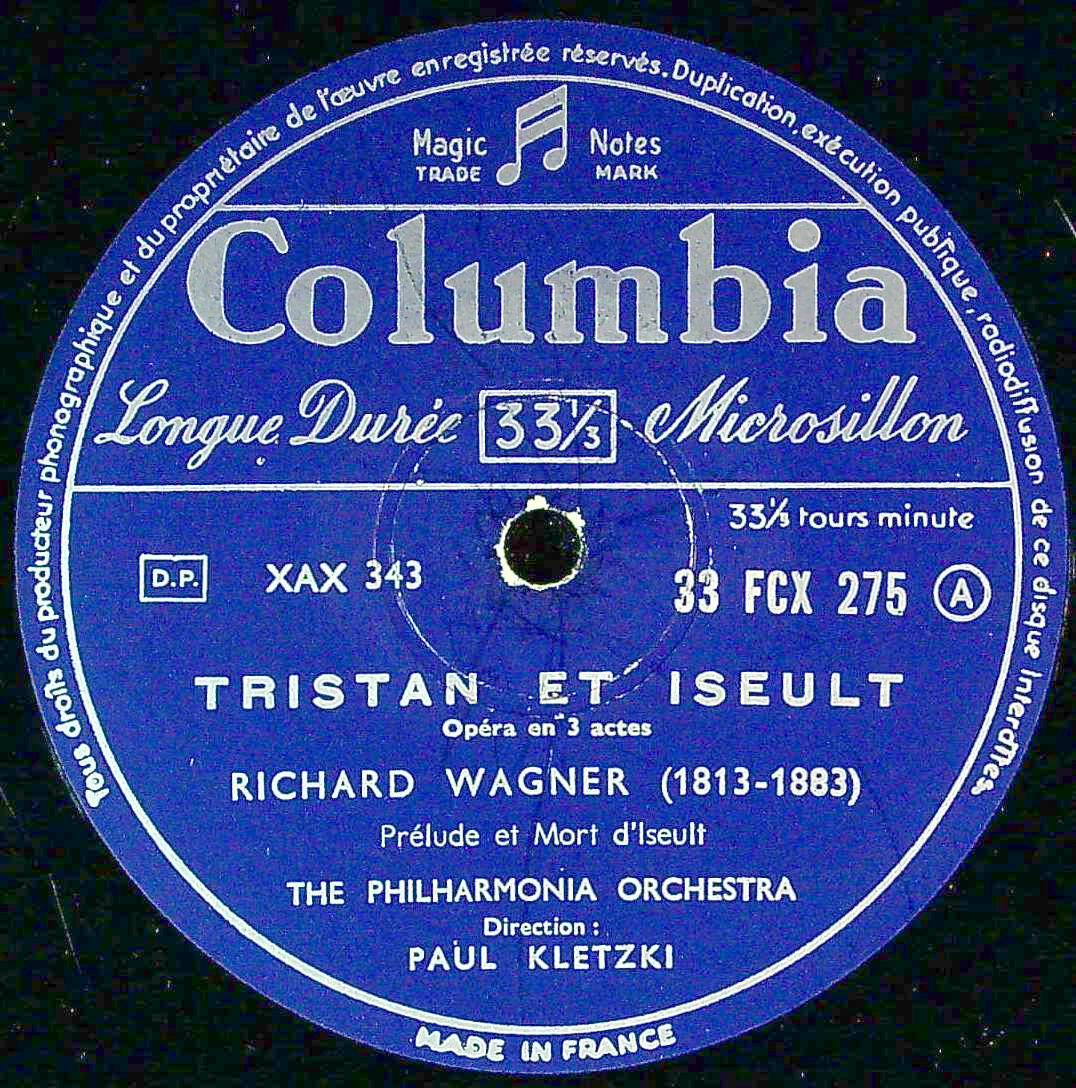 Tous droits du producteur phonographique et du propriétaire de l'œuvre enregistrée réservés. Duplication, exécution publique, radiodiffusion de ce disque interdites.
Magic Notes
TRADE MARK
Columbia
Longue Durée 33⅓ Microsillon
33⅓ tours minute
D.P. XAX 343 33 FCX 275 A
TRISTAN ET ISEULT
Opéra en 3 actes
RICHARD WAGNER (1813-1883)
Prélude et Mort d'Iseult
THE PHILHARMONIA ORCHESTRA
Direction :
PAUL KLETZKI
MADE IN FRANCE